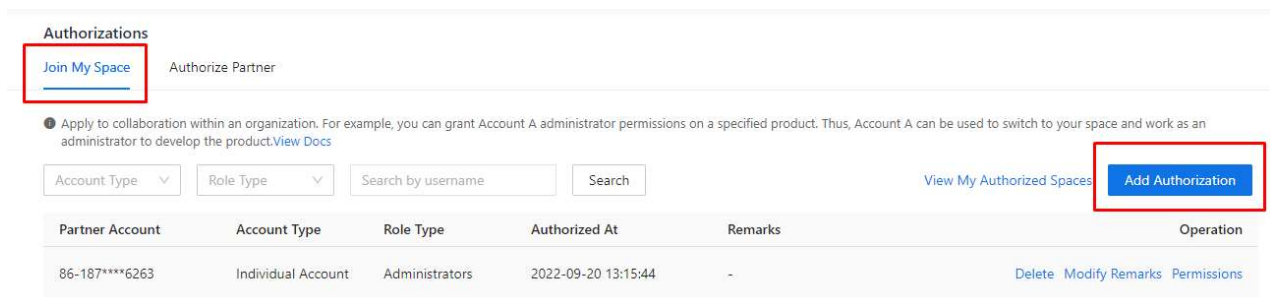 Authorizations
Join My Space Authorize Partner
Apply to collaboration within an organization. For example, you can grant Account A administrator permissions on a specified product. Thus, Account A can be used to switch to your space and work as an
administrator to develop the product.View Docs
Account Type Role Type Search by username Search View My Authorized Spaces Add Authorization
Partner Account Account Type Role Type Authorized At Remarks Operation
86-187****6263 Individual Account Administrators 2022-09-20 13:15:44 - Delete Modify Remarks Permissions